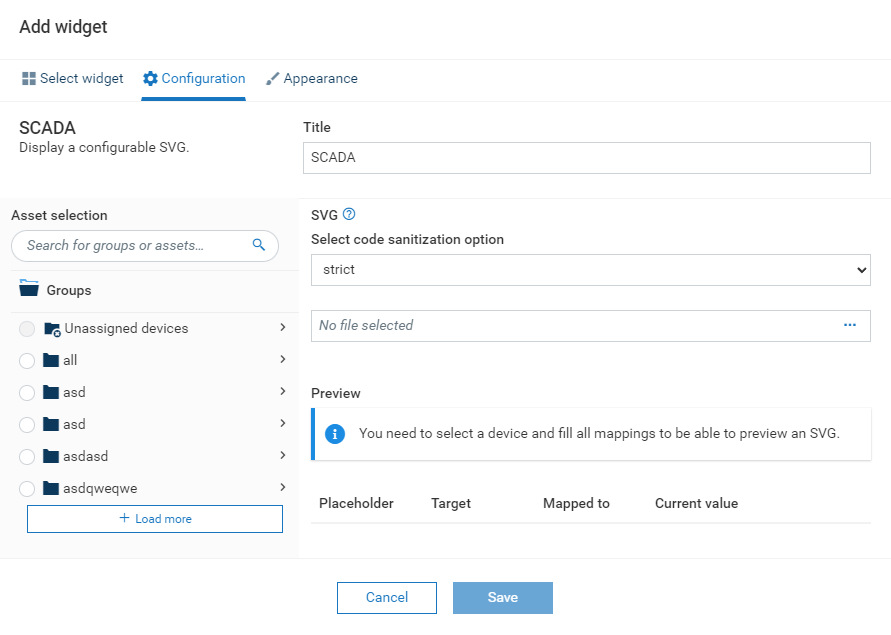 Add widget
Select widget
Configuration
Appearance
SCADA
Display a configurable SVG.
Title
SCADA
Asset selection
Search for groups or assets...
Groups
Unassigned devices
all
asd
asd
asdasd
asdqweqwe
+ Load more
SVG
Select code sanitization option
strict
No file selected
Preview
You need to select a device and fill all mappings to be able to preview an SVG.
Placeholder Target Mapped to Current value
Cancel
Save